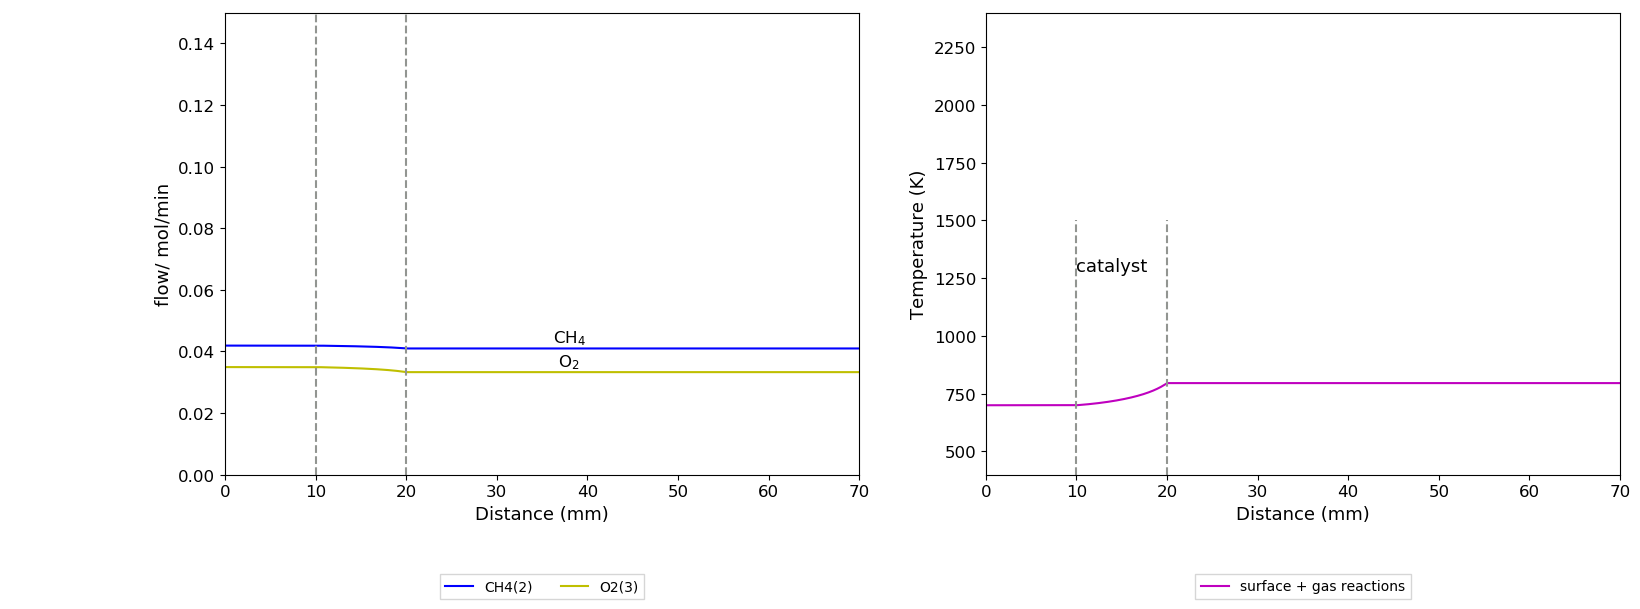 0.14
0.12
0.10
0.08
0.06
0.04
0.02
0.00
flow/ mol/min
CH₄
O₂
0 10 20 30 40 50 60 70
Distance (mm)
CH4(2) O2(3)
2250
2000
1750
1500
1250
1000
750
500
Temperature (K)
catalyst
0 10 20 30 40 50 60 70
Distance (mm)
surface + gas reactions